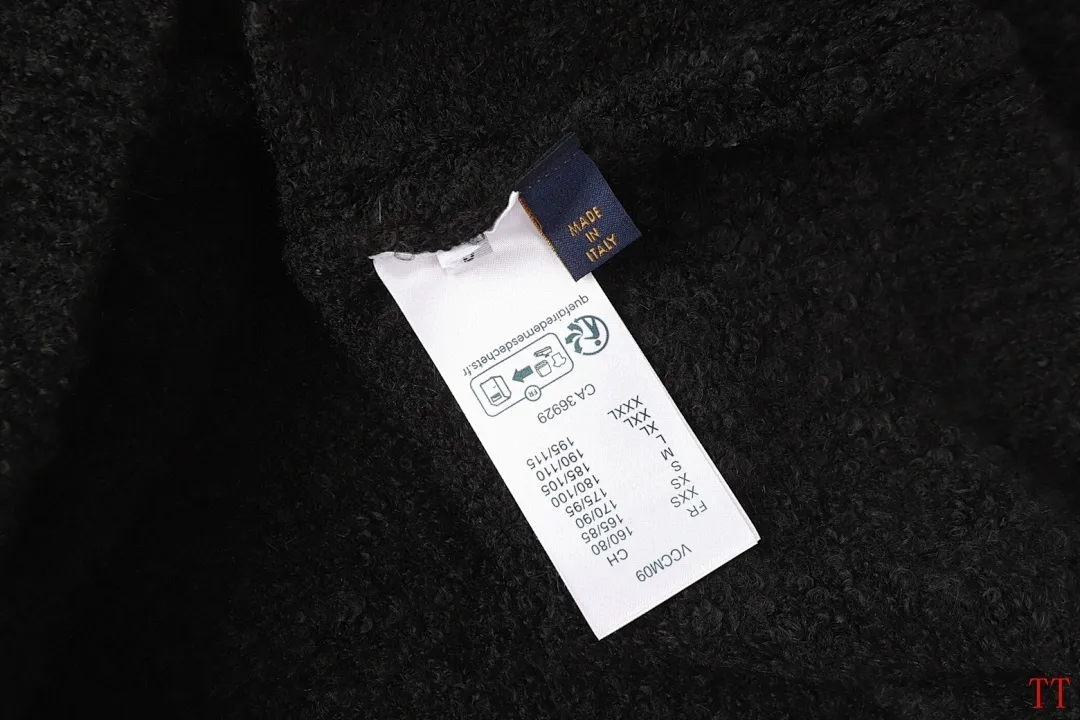 MADE
IN
ITALY
VCCM09
FR CH
XXS 160/80
XS 165/85
S 170/90
M 175/95
L 180/100
XL 185/105
XXL 190/110
XXXL 195/115
CA 36929
FR
quefairedemesdechets.fr
TT